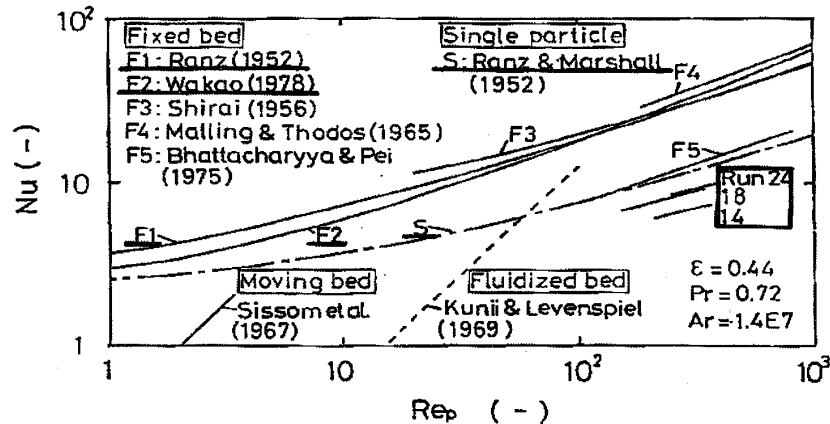 10²
Fixed bed
F1: Ranz (1952)
F2: Wakao (1978)
F3: Shirai (1956)
F4: Malling & Thodos (1965)
F5: Bhattacharyya & Pei
(1975)
Single particle
S: Ranz & Marshall
(1952)
F4
F3
F5
Run 24
18
14
F1
F2
S
Moving bed
Sissom et al.
(1967)
Fluidized bed
Kunii & Levenspiel
(1969)
ε = 0.44
Pr = 0.72
Ar = 1.4E7
Nu (-)
10
1
1
10
10²
10³
Rep (-)